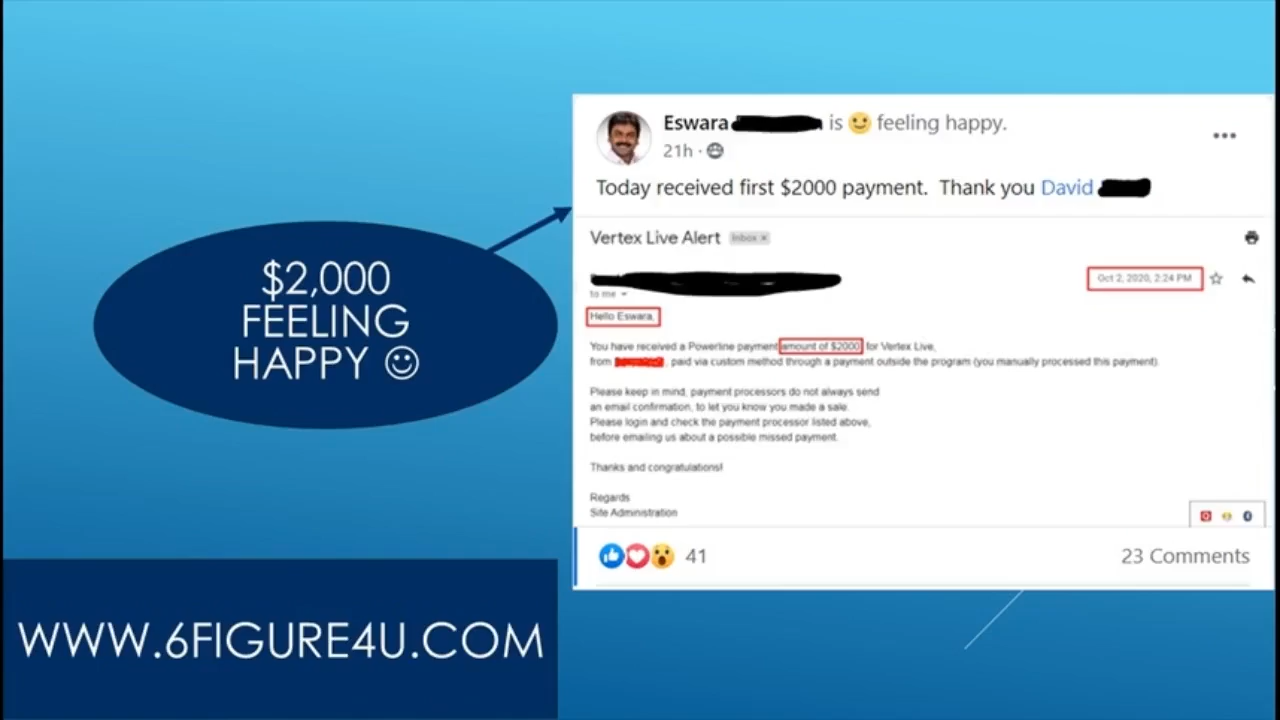 $2,000
FEELING
HAPPY
WWW.6FIGURE4U.COM
Eswara is feeling happy.
21h ·
Today received first $2000 payment. Thank you David
Vertex Live Alert Inbox x
Oct 2, 2020, 2:24 PM
to me
Hello Eswara,
You have received a Powerline payment amount of $2000 for Vertex Live,
from , paid via custom method through a payment outside the program (you manually processed this payment).
Please keep in mind, payment processors do not always send
an email confirmation, to let you know you made a sale.
Please login and check the payment processor listed above,
before emailing us about a possible missed payment.
Thanks and congratulations!
Regards
Site Administration
41
23 Comments